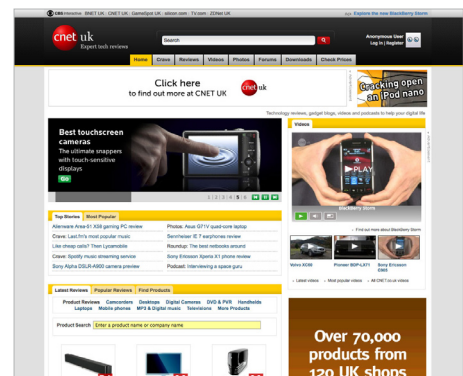 CBS Interactive BNET UK | CNET UK | GameSpot UK | silicon.com | TV.com | ZDNet UK
Explore the new BlackBerry Storm
cnet uk
Expert tech reviews
Search
Anonymous User
Log In | Register
Home
Crave
Reviews
Videos
Photos
Forums
Downloads
Check Prices
Click here
to find out more at CNET UK
cnet uk
Cracking open
an iPod nano
Technology reviews, gadget blogs, videos and podcasts to help your digital life
Best touchscreen
cameras
The ultimate snappers
with touch-sensitive
displays
Go
1 | 2 | 3 | 4 | 5 | 6
Videos
PLAY
BlackBerry Storm
Find out more about BlackBerry Storm
Volvo XC60
Pioneer BDP-LX71
Sony Ericsson
C905
Latest videos
Most popular videos
All CNET.co.uk videos
Top Stories
Most Popular
Alienware Area-51 X58 gaming PC review
Photos: Asus G71V quad-core laptop
Crave: Last.fm's most popular music
Sennheiser IE 7 earphones review
Like cheap calls? Then Lycamobile
Roundup: The best netbooks around
Crave: Spotify music streaming service
Sony Ericsson Xperia X1 phone review
Sony Alpha DSLR-A900 camera preview
Podcast: Interviewing a space guru
Latest Reviews
Popular Reviews
Find Products
Product Reviews Camcorders Desktops Digital Cameras DVD & PVR Handhelds
Laptops Mobile phones MP3 & Digital music Televisions More Products
Product Search
Enter a product name or company name
Over 70,000
products from
120 UK shops